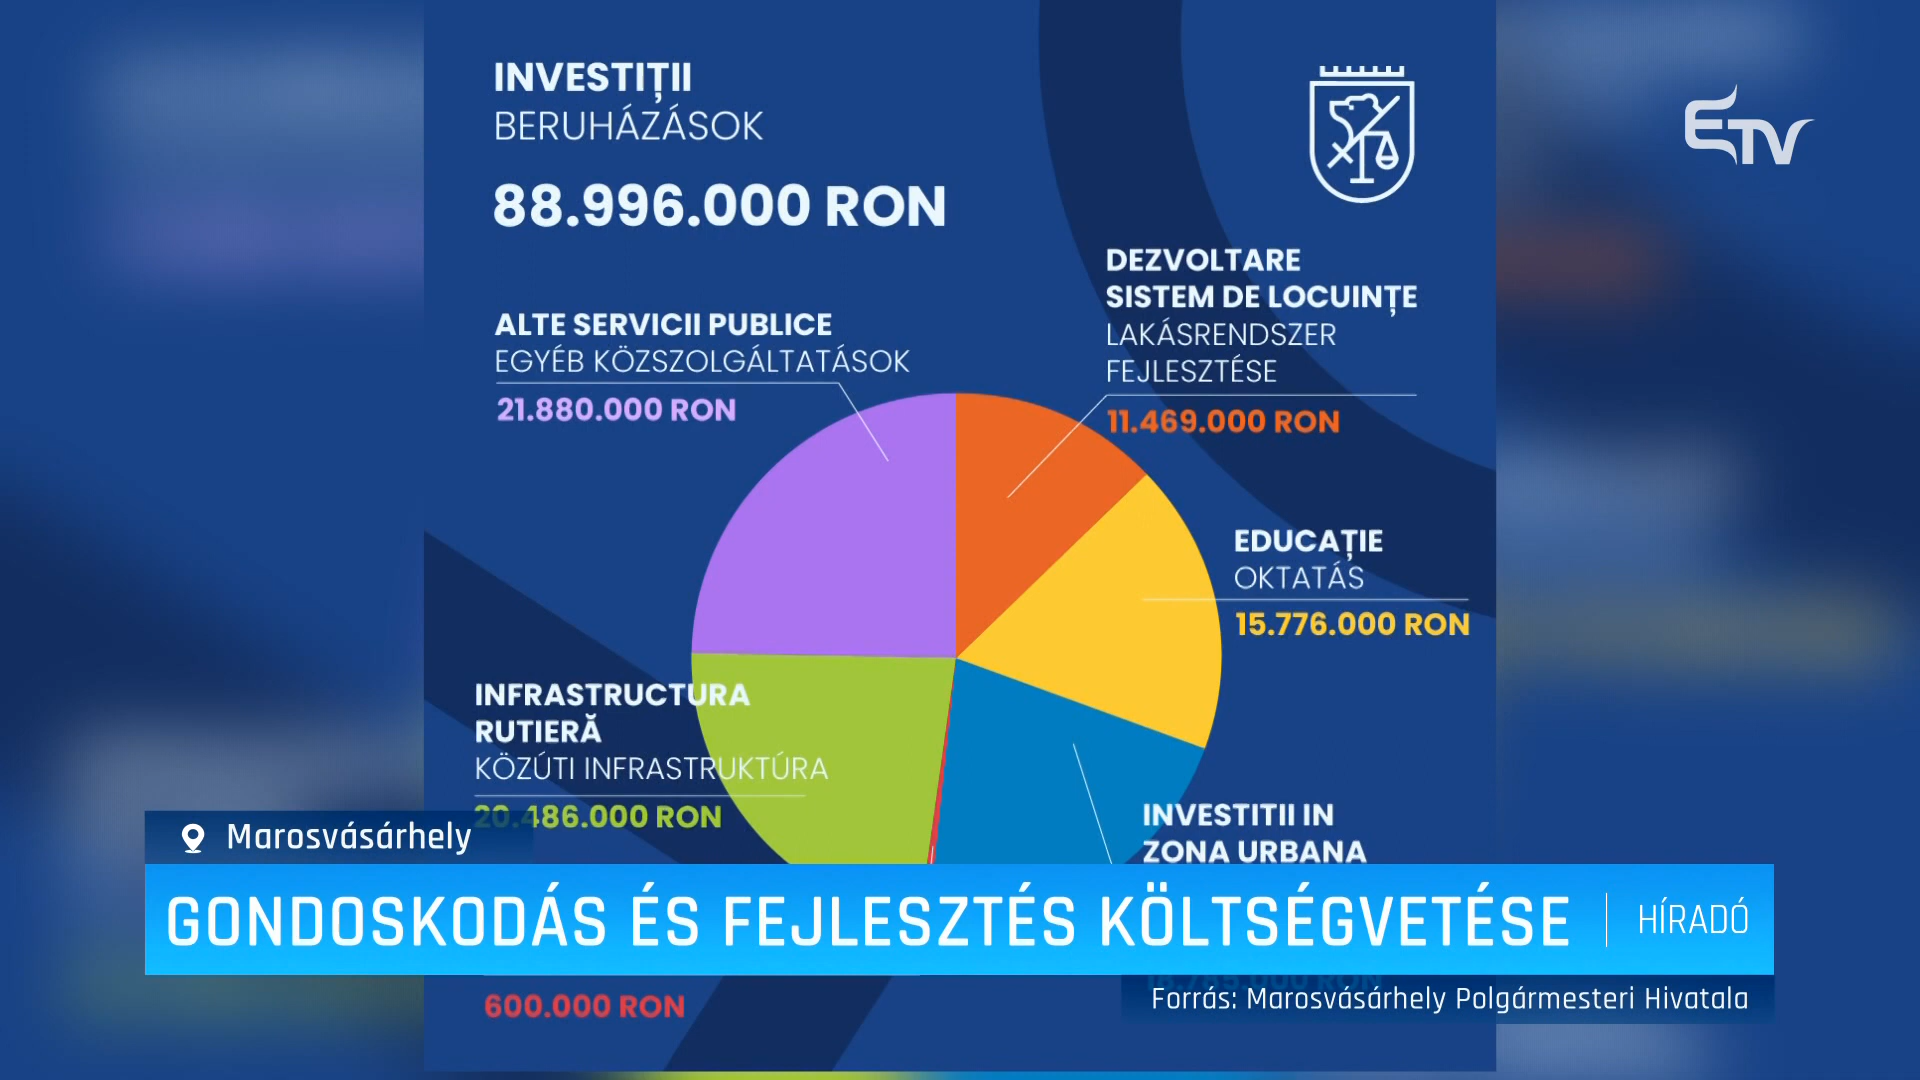 INVESTIȚII
BERUHÁZÁSOK
88.996.000 RON
ETV
DEZVOLTARE
SISTEM DE LOCUINȚE
LAKÁSRENDSZER
FEJLESZTÉSE
11.469.000 RON
ALTE SERVICII PUBLICE
EGYÉB KÖZSZOLGÁLTATÁSOK
21.880.000 RON
EDUCAȚIE
OKTATÁS
15.776.000 RON
INFRASTRUCTURA
RUTIERĂ
KÖZÚTI INFRASTRUKTÚRA
20.486.000 RON
INVESTITII IN
ZONA URBANA
Marosvásárhely
GONDOSKODÁS ÉS FEJLESZTÉS KÖLTSÉGVETÉSE
HÍRADÓ
600.000 RON
Forrás: Marosvásárhely Polgármesteri Hivatala